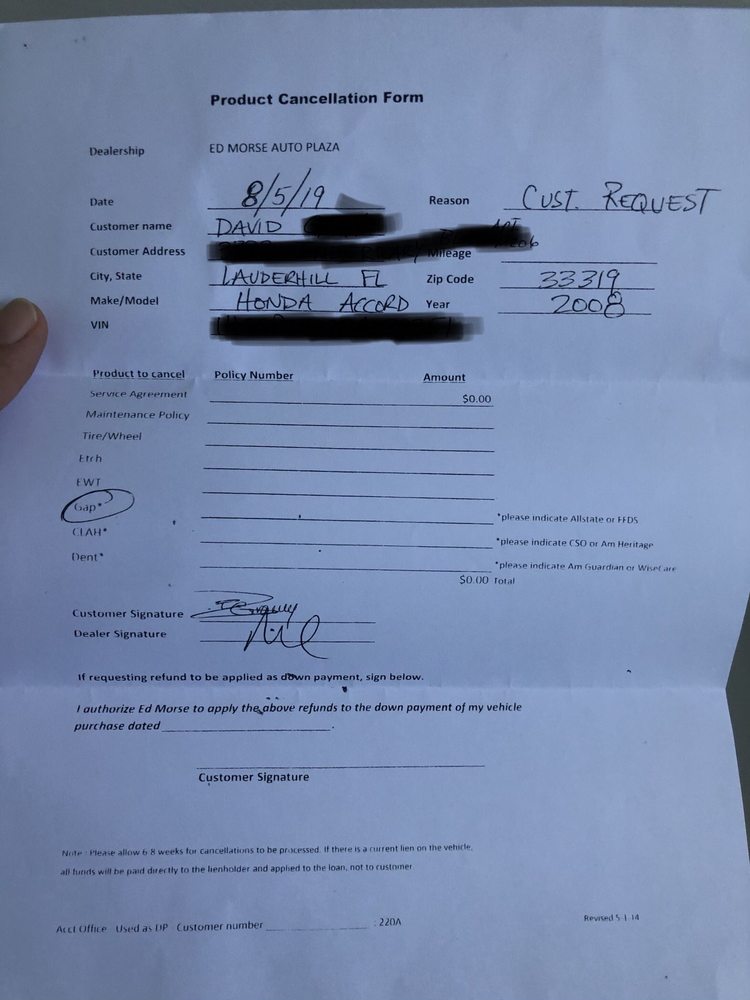 Product Cancellation Form
Dealership ED MORSE AUTO PLAZA
Date 8/5/19 Reason CUST. REQUEST
Customer name DAVID
Customer Address Mileage
City, State LAUDERHILL FL Zip Code 33319
Make/Model HONDA ACCORD Year 2008
VIN
Product to cancel Policy Number Amount
Service Agreement $0.00
Maintenance Policy
Tire/Wheel
Etch
EWT
Gap* *please indicate Allstate or FFDS
CLAH* *please indicate CSO or Am Heritage
Dent* *please indicate Am Guardian or WiseCare
$0.00 Total
Customer Signature
Dealer Signature
If requesting refund to be applied as down payment, sign below.
I authorize Ed Morse to apply the above refunds to the down payment of my vehicle
purchase dated .
Customer Signature
Note : Please allow 6-8 weeks for cancellations to be processed. If there is a current lien on the vehicle,
all funds will be paid directly to the lienholder and applied to the loan, not to customer
Acct Office Used as DP - Customer number : 220A
Revised 5-1-14